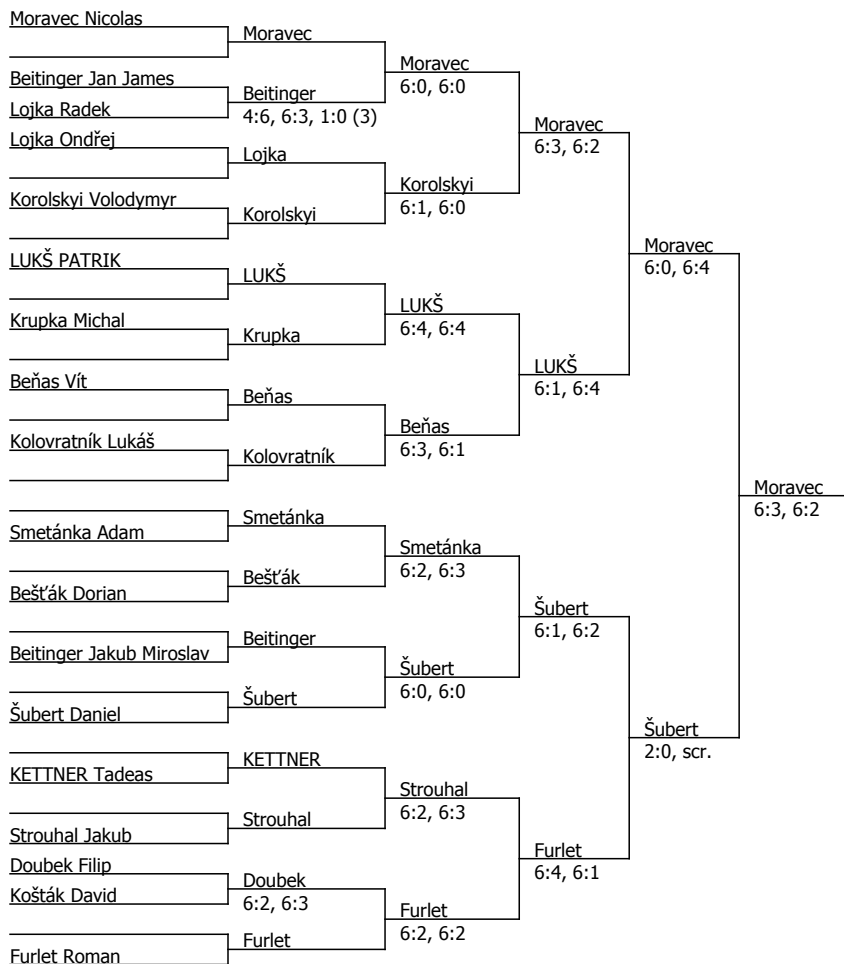 Moravec Nicolas
Moravec
Moravec
6:0, 6:0
Beitinger Jan James
Beitinger
4:6, 6:3, 1:0 (3)
Lojka Radek
Moravec
6:3, 6:2
Lojka Ondřej
Lojka
Korolskyi
6:1, 6:0
Korolskyi Volodymyr
Korolskyi
Moravec
6:0, 6:4
LUKŠ PATRIK
LUKŠ
LUKŠ
6:4, 6:4
Krupka Michal
Krupka
LUKŠ
6:1, 6:4
Beňas Vít
Beňas
Beňas
6:3, 6:1
Kolovratník Lukáš
Kolovratník
Moravec
6:3, 6:2
Smetánka
Smetánka Adam
Smetánka
6:2, 6:3
Bešťák
Bešťák Dorian
Šubert
6:1, 6:2
Beitinger
Beitinger Jakub Miroslav
Šubert
6:0, 6:0
Šubert
Šubert Daniel
Šubert
2:0, scr.
KETTNER
KETTNER Tadeas
Strouhal
6:2, 6:3
Strouhal
Strouhal Jakub
Furlet
6:4, 6:1
Doubek Filip
Doubek
6:2, 6:3
Košták David
Furlet
6:2, 6:2
Furlet
Furlet Roman